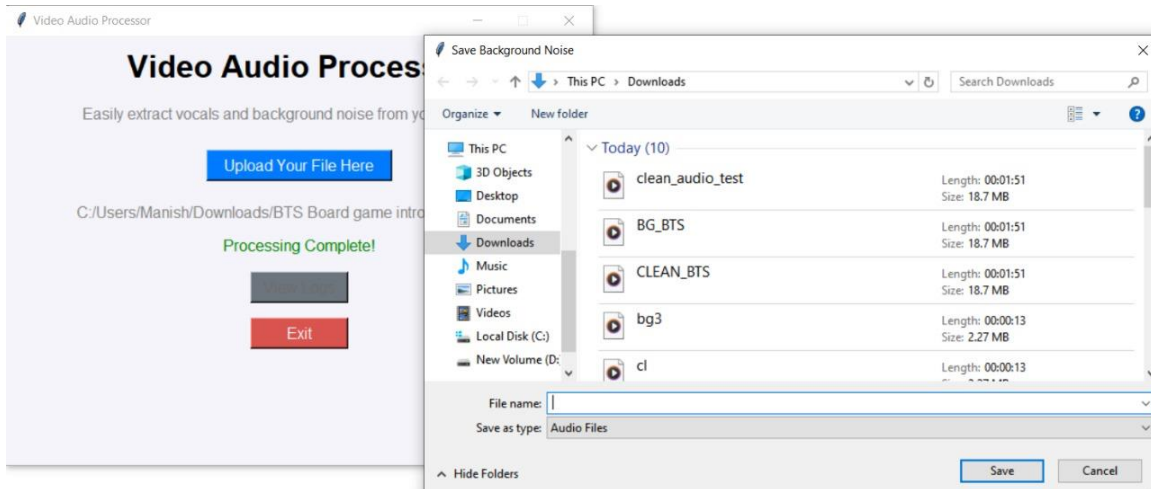 Video Audio Processor
Video Audio Proces
Easily extract vocals and background noise from yo
Upload Your File Here
C:/Users/Manish/Downloads/BTS Board game intro
Processing Complete!
Exit
Save Background Noise
This PC > Downloads
Search Downloads
Organize
New folder
This PC
3D Objects
Desktop
Documents
Downloads
Music
Pictures
Videos
Local Disk (C:)
New Volume (D:
Today (10)
clean_audio_test
Length: 00:01:51
Size: 18.7 MB
BG_BTS
Length: 00:01:51
Size: 18.7 MB
CLEAN_BTS
Length: 00:01:51
Size: 18.7 MB
bg3
Length: 00:00:13
Size: 2.27 MB
cl
Length: 00:00:13
File name:
Save as type: Audio Files
Hide Folders
Save
Cancel